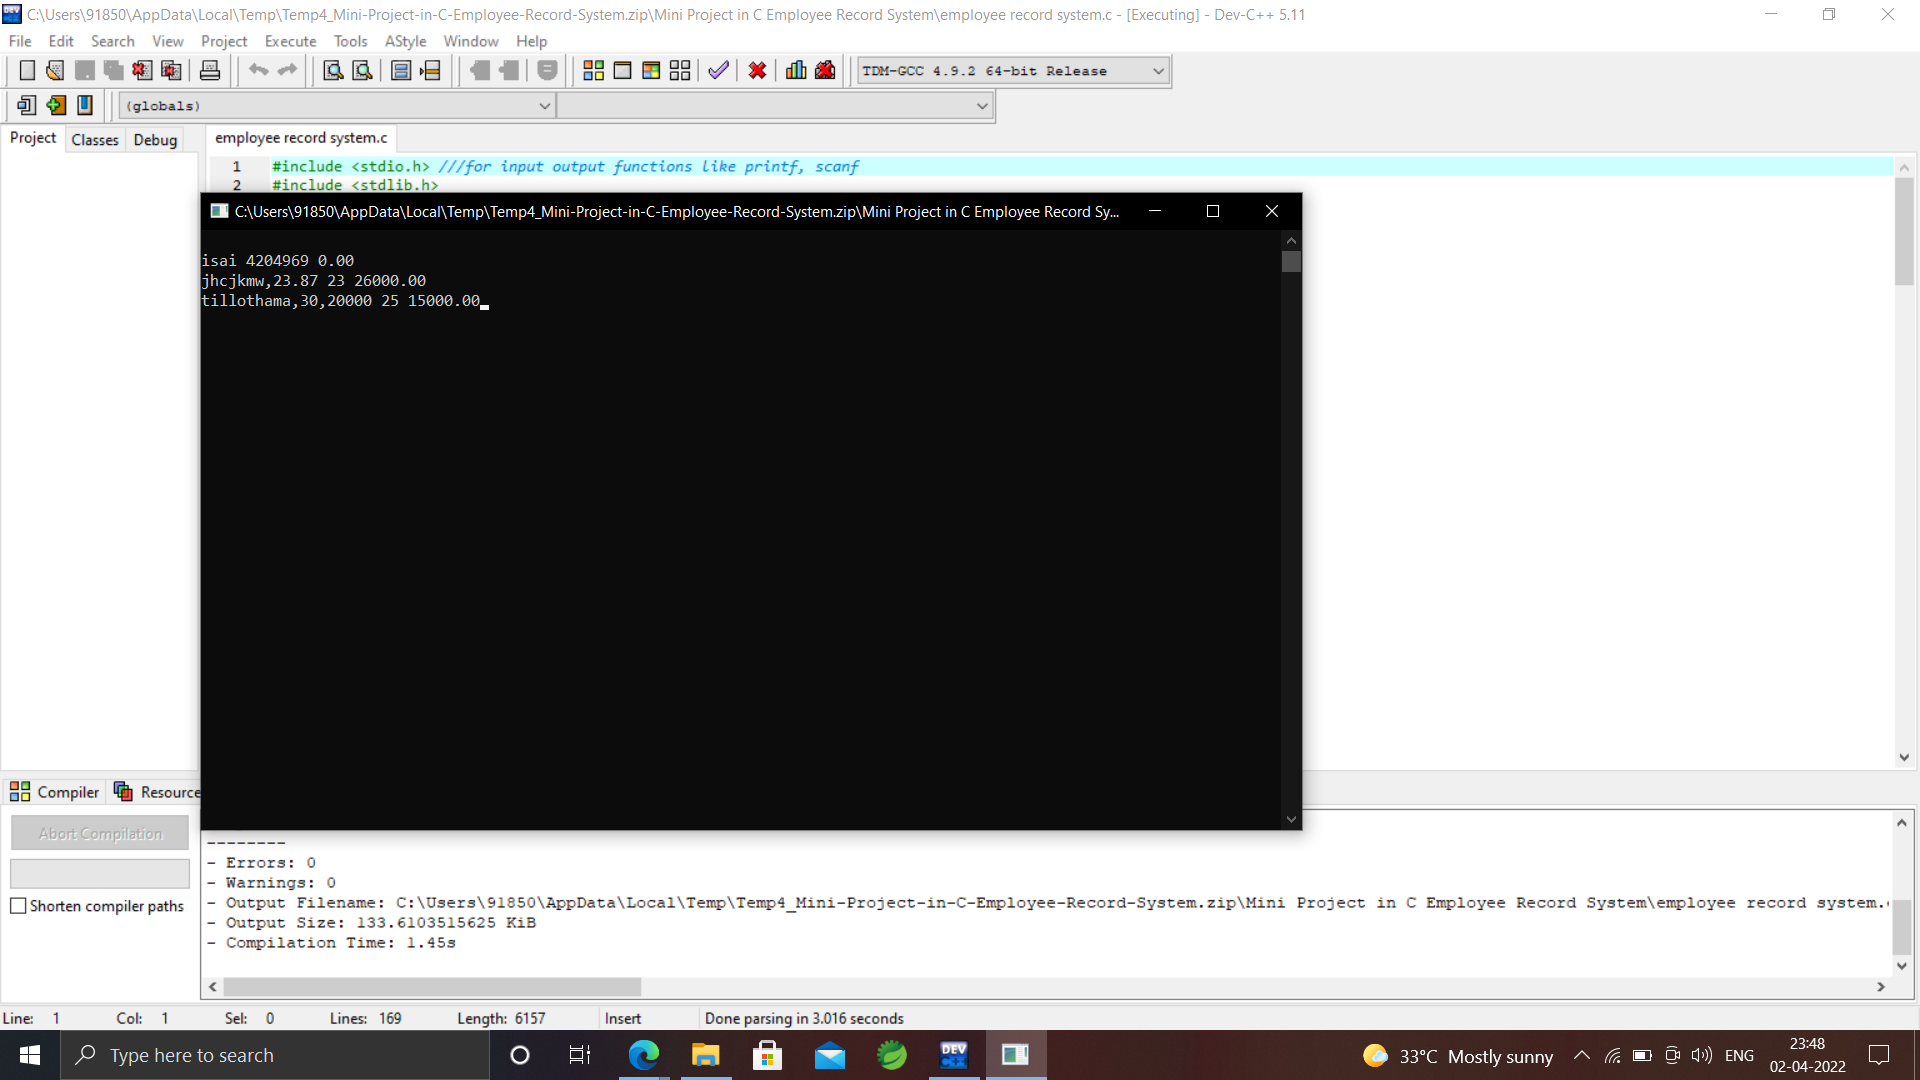 C:\Users\91850\AppData\Local\Temp\Temp4_Mini-Project-in-C-Employee-Record-System.zip\Mini Project in C Employee Record System\employee record system.c - [Executing] - Dev-C++ 5.11
File Edit Search View Project Execute Tools AStyle Window Help
TDM-GCC 4.9.2 64-bit Release
(globals)
Project Classes Debug employee record system.c
1 #include <stdio.h> ///for input output functions like printf, scanf
2 #include <stdlib.h>
C:\Users\91850\AppData\Local\Temp\Temp4_Mini-Project-in-C-Employee-Record-System.zip\Mini Project in C Employee Record Sy...
isai 4204969 0.00
jhcjkmw,23.87 23 26000.00
tillothama,30,20000 25 15000.00
Compiler Resource
Abort Compilation
Shorten compiler paths
--------
- Errors: 0
- Warnings: 0
- Output Filename: C:\Users\91850\AppData\Local\Temp\Temp4_Mini-Project-in-C-Employee-Record-System.zip\Mini Project in C Employee Record System\employee record system.
- Output Size: 133.6103515625 KiB
- Compilation Time: 1.45s
Line: 1 Col: 1 Sel: 0 Lines: 169 Length: 6157 Insert Done parsing in 3.016 seconds
Type here to search
DEV C++
33°C Mostly sunny ENG
23:48
02-04-2022